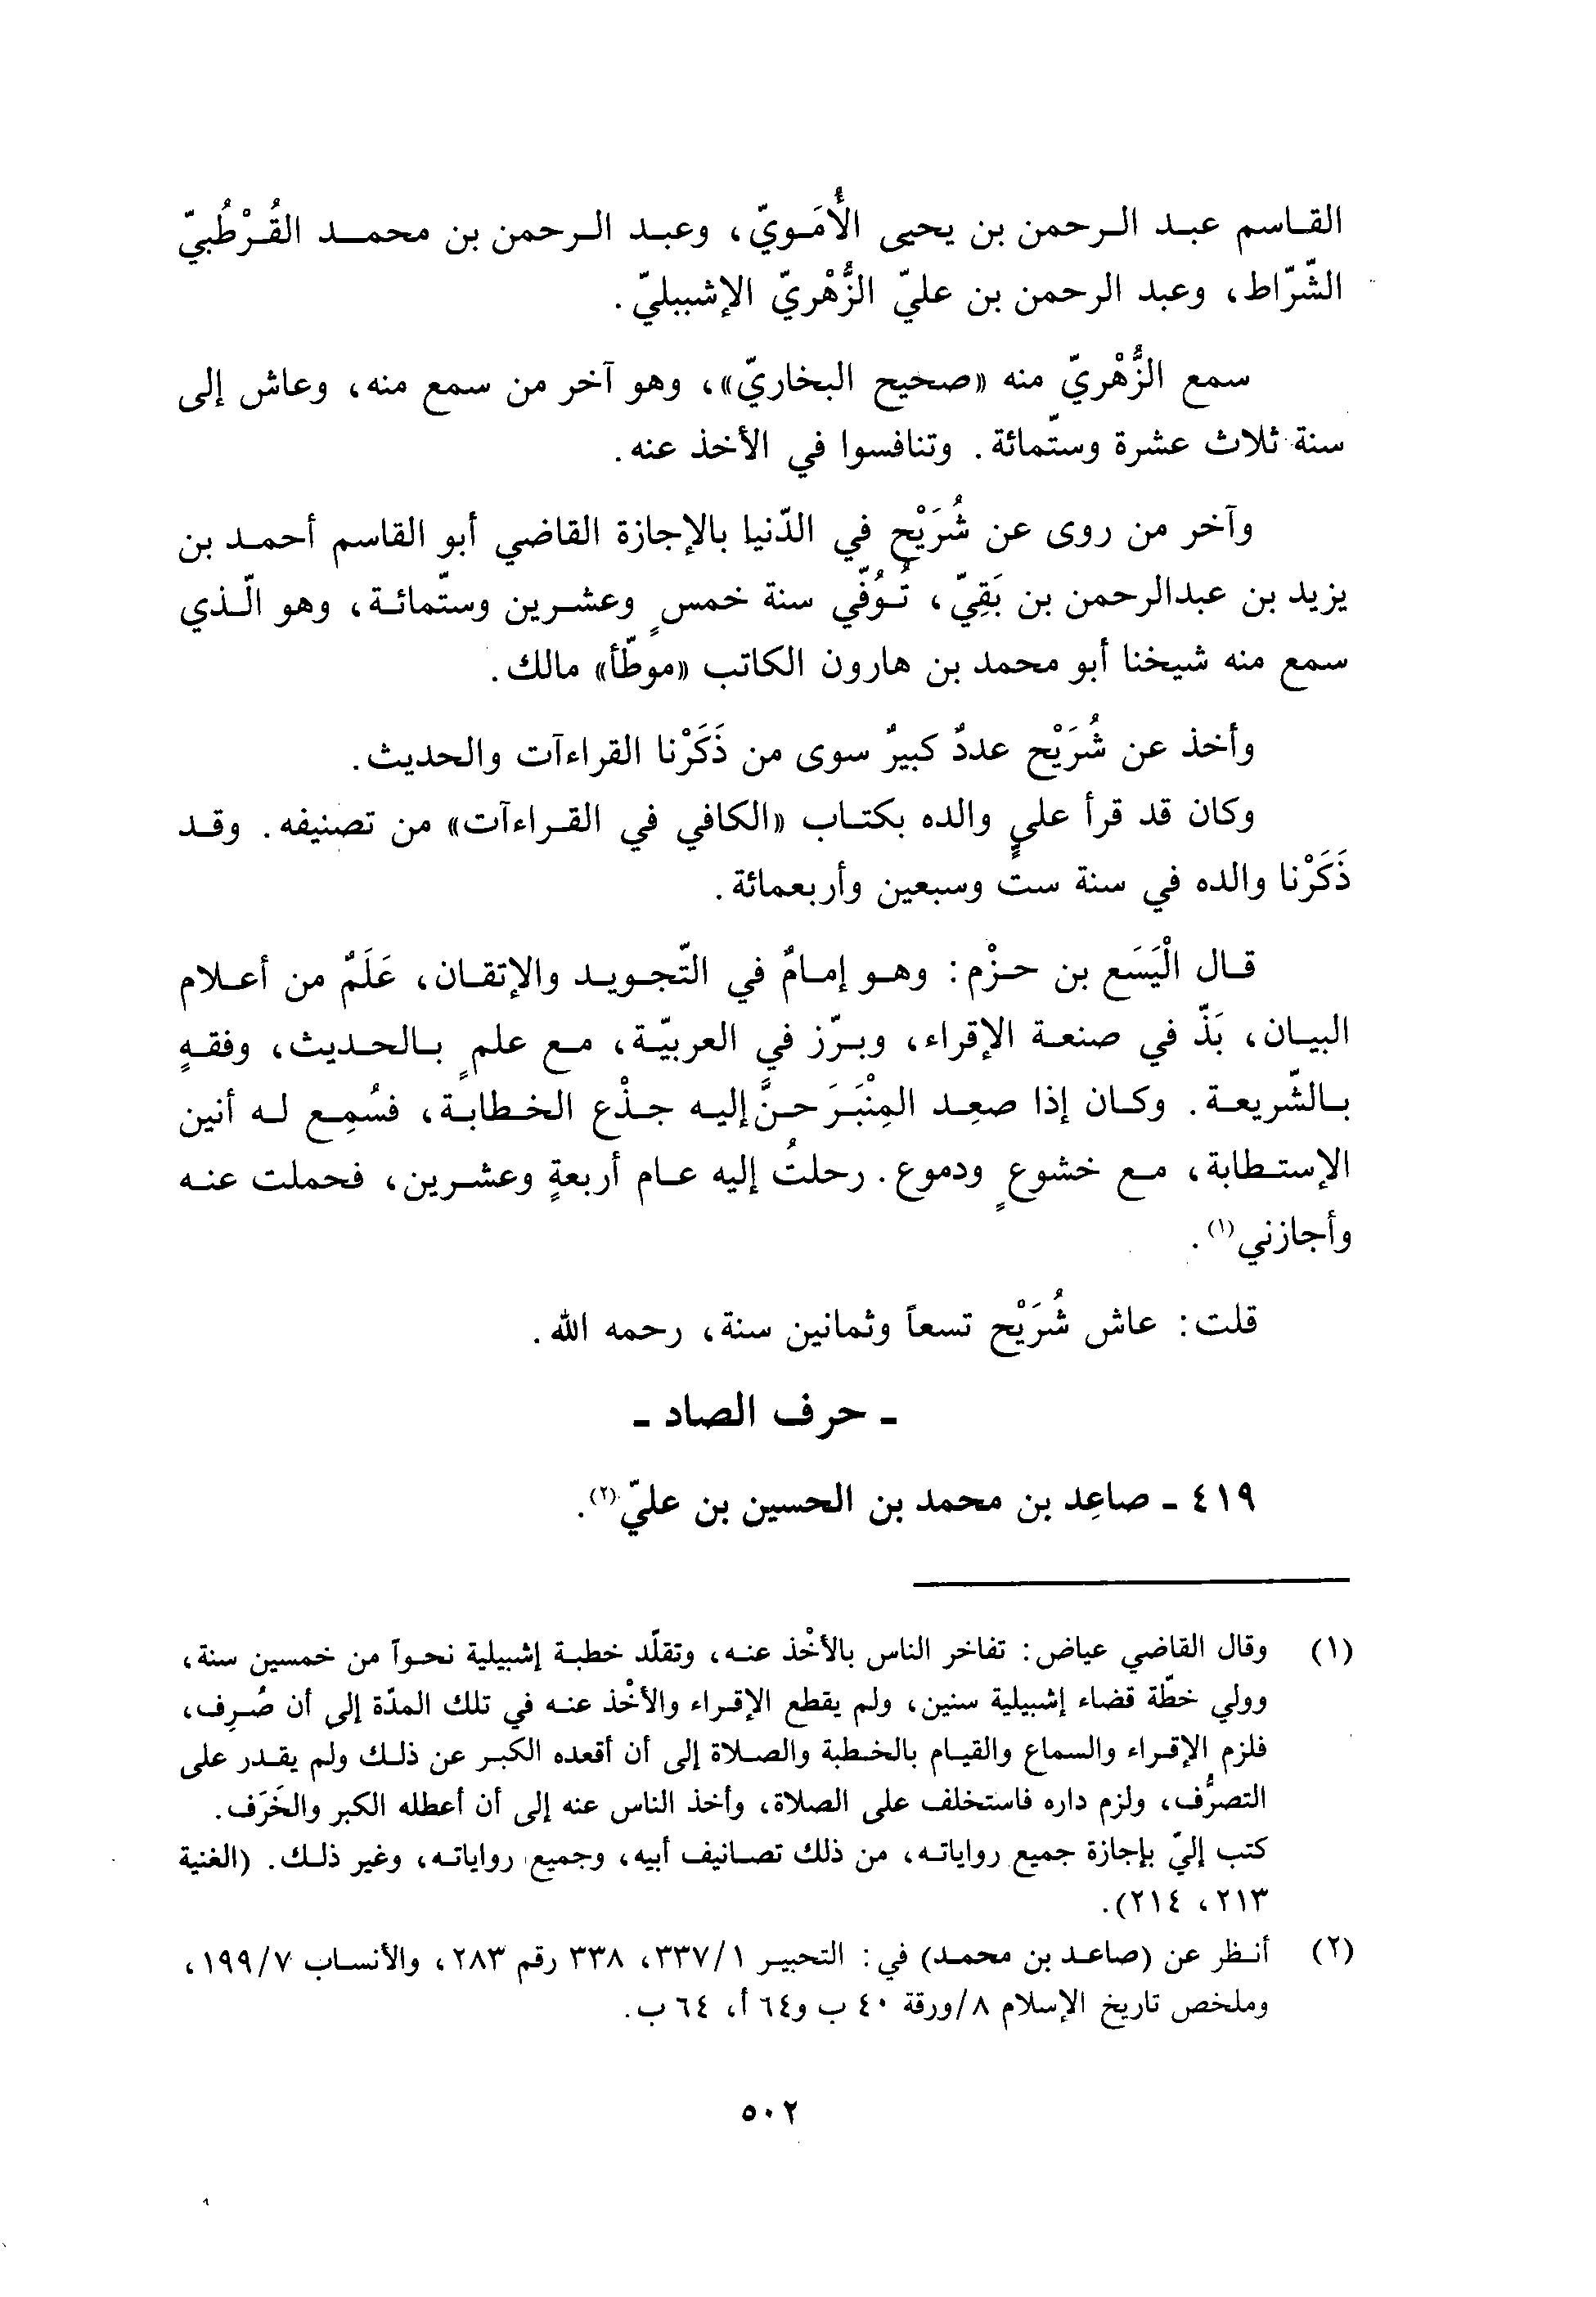 القاسم عبد الرحمن بن يحيى الأُمَويّ، وعبد الرحمن بن محمد القُرْطُبيّ
الشّرّاط، وعبد الرحمن بن عليّ الزُّهْريّ الإشبيليّ.
سمع الزُّهْريّ منه «صحيح البخاريّ»، وهو آخر من سمع منه، وعاش إلى
سنة ثلاث عشرة وستّمائة. وتنافسوا في الأخذ عنه.
وآخر من روى عن شُرَيْح في الدّنيا بالإجازة القاضي أبو القاسم أحمد بن
يزيد بن عبدالرحمن بن بَقِيّ، تُوُفّي سنة خمسٍ وعشرين وستّمائة، وهو الّذي
سمع منه شيخنا أبو محمد بن هارون الكاتب «موطّأ» مالك.
وأخذ عن شُرَيْح عددٌ كبيرٌ سوى من ذَكَرْنا القراءآت والحديث.
وكان قد قرأ علي والده بكتاب «الكافي في القراءآت» من تصنيفه. وقد
ذَكَرْنا والده في سنة ستٍّ وسبعين وأربعمائة.
قال الْيَسَع بن حزْم: وهو إمامٌ في التّجويد والإتقان، عَلَمٌ من أعلام
البيان، بَذّ في صنعة الإقراء، وبرّز في العربيّة، مع علمٍ بالحديث، وفقهٍ
بالشّريعة. وكان إذا صعِد المِنْبَرَ حنَّ إليه جذْع الخطابة، فسُمِع له أنين
الإستطابة، مع خشوعٍ ودموع. رحلتُ إليه عام أربعةٍ وعشرين، فحملت عنه
وأجازني(١).
قلت: عاش شُرَيْح تسعاً وثمانين سنة، رحمه الله.
ـ حرف الصاد ـ
٤١٩ ـ صاعِد بن محمد بن الحسين بن عليّ(٢).
(١) وقال القاضي عياض: تفاخر الناس بالأخْذ عنه، وتقلّد خطبة إشبيلية نحواً من خمسين سنة،
وولي خطّة قضاء إشبيلية سنين، ولم يقطع الإقراء والأخْذ عنه في تلك المدّة إلى أن صُرِف،
فلزم الإقراء والسماع والقيام بالخطبة والصلاة إلى أن أقعده الكبر عن ذلك ولم يقدر على
التصرُّف، ولزم داره فاستخلف على الصلاة، وأخذ الناس عنه إلى أن أعطله الكبر والخَرَف.
كتب إليّ بإجازة جميع رواياته، من ذلك تصانيف أبيه، وجميع رواياته، وغير ذلك. (الغنية
٢١٣، ٢١٤).
(٢) أنظر عن (صاعد بن محمد) في: التحبير ٣٣٧/١، ٣٣٨ رقم ٢٨٣، والأنساب ١٩٩/٧،
وملخص تاريخ الإسلام ٨/ورقة ٤٠ ب و٦٤ أ، ٦٤ ب.
٥٠٢